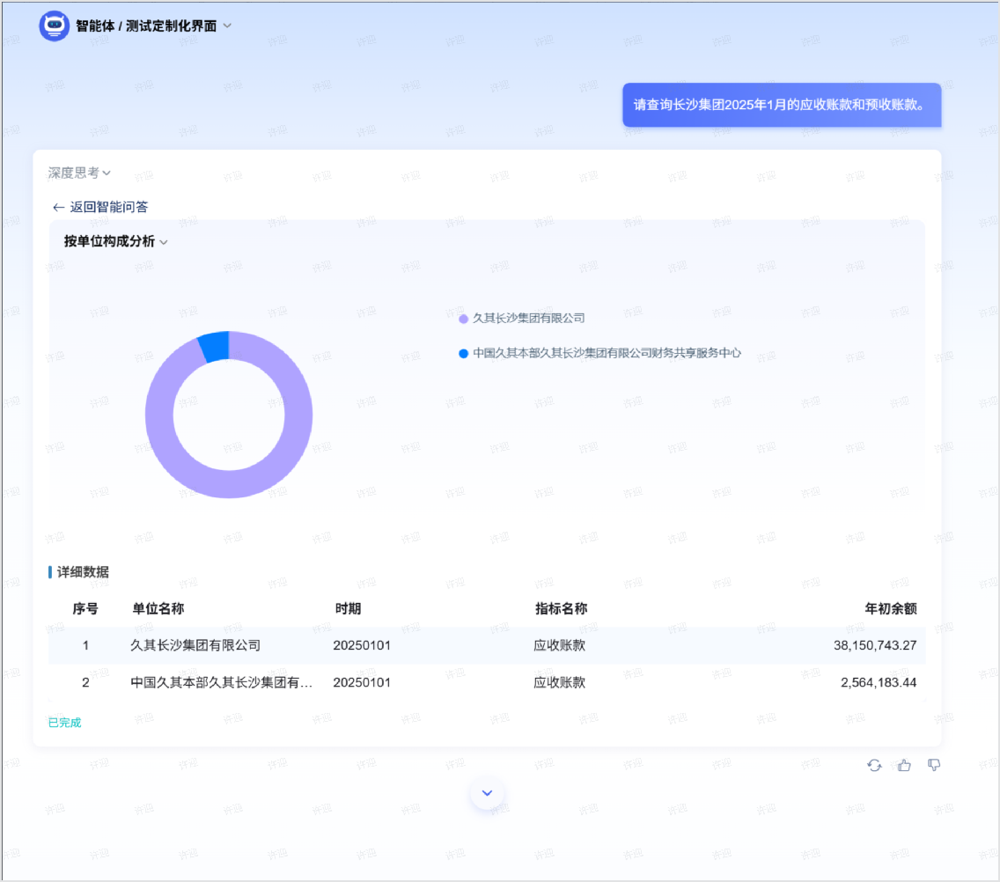 智能体 / 测试定制化界面
请查询长沙集团2025年1月的应收账款和预收账款。
深度思考
← 返回智能问答
按单位构成分析
久其长沙集团有限公司
中国久其本部久其长沙集团有限公司财务共享服务中心
详细数据
序号 单位名称 时期 指标名称 年初余额
1 久其长沙集团有限公司 20250101 应收账款 38,150,743.27
2 中国久其本部久其长沙集团有... 20250101 应收账款 2,564,183.44
已完成